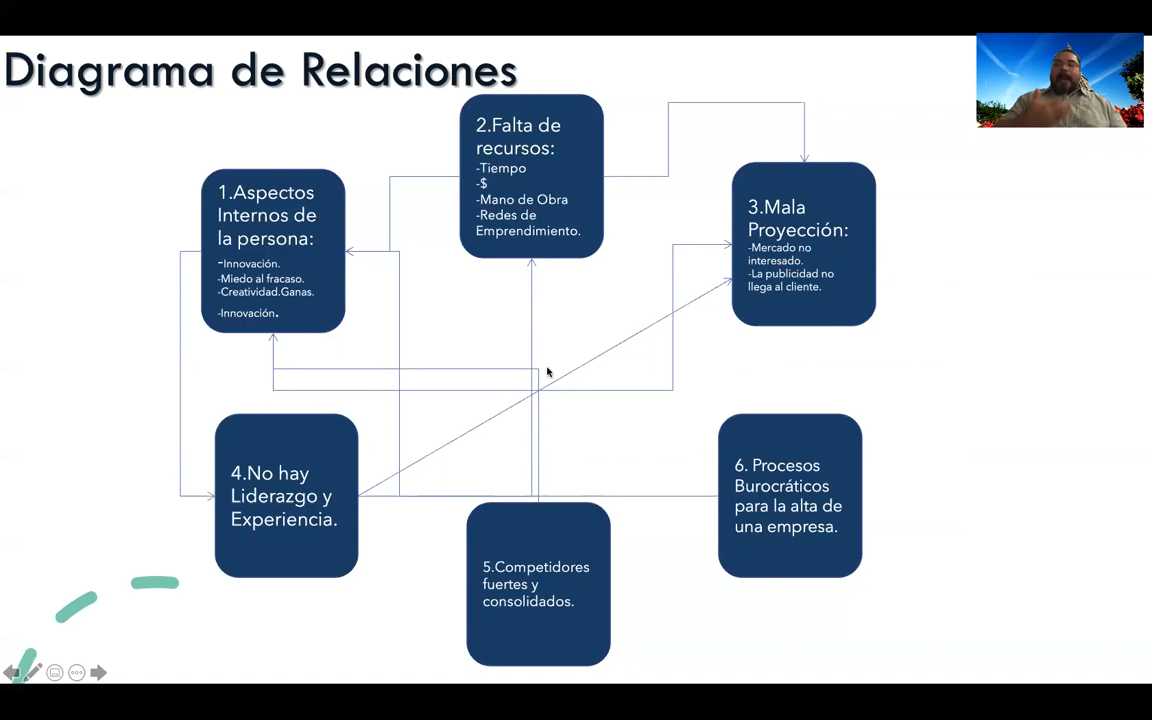 Diagrama de Relaciones
2.Falta de
recursos:
-Tiempo
-$
-Mano de Obra
-Redes de
Emprendimiento.
1.Aspectos
Internos de
la persona:
-Innovación.
-Miedo al fracaso.
-Creatividad.Ganas.
-Innovación.
3.Mala
Proyección:
-Mercado no
interesado.
-La publicidad no
llega al cliente.
4.No hay
Liderazgo y
Experiencia.
5.Competidores
fuertes y
consolidados.
6. Procesos
Burocráticos
para la alta de
una empresa.